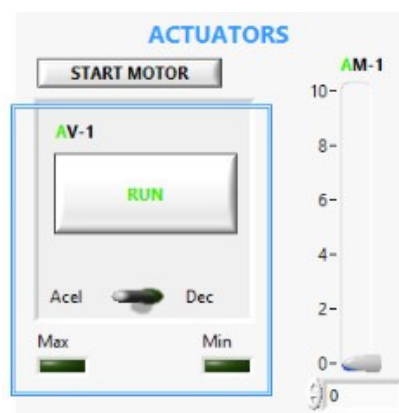 ACTUATORS
START MOTOR
AM-1
10-
AV-1
8-
RUN
6-
4-
Acel Dec
2-
Max Min
0-
0